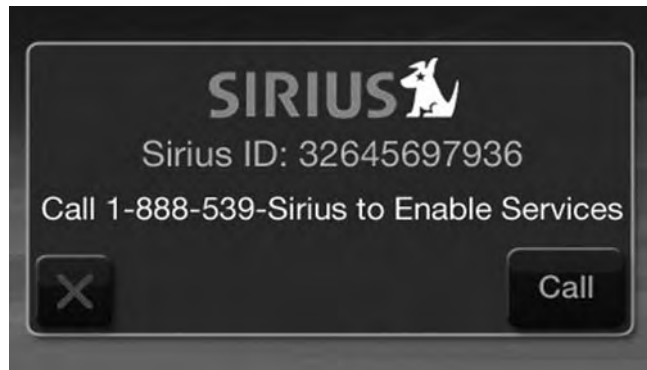 SIRIUS
Sirius ID: 32645697936
Call 1-888-539-Sirius to Enable Services
X
Call